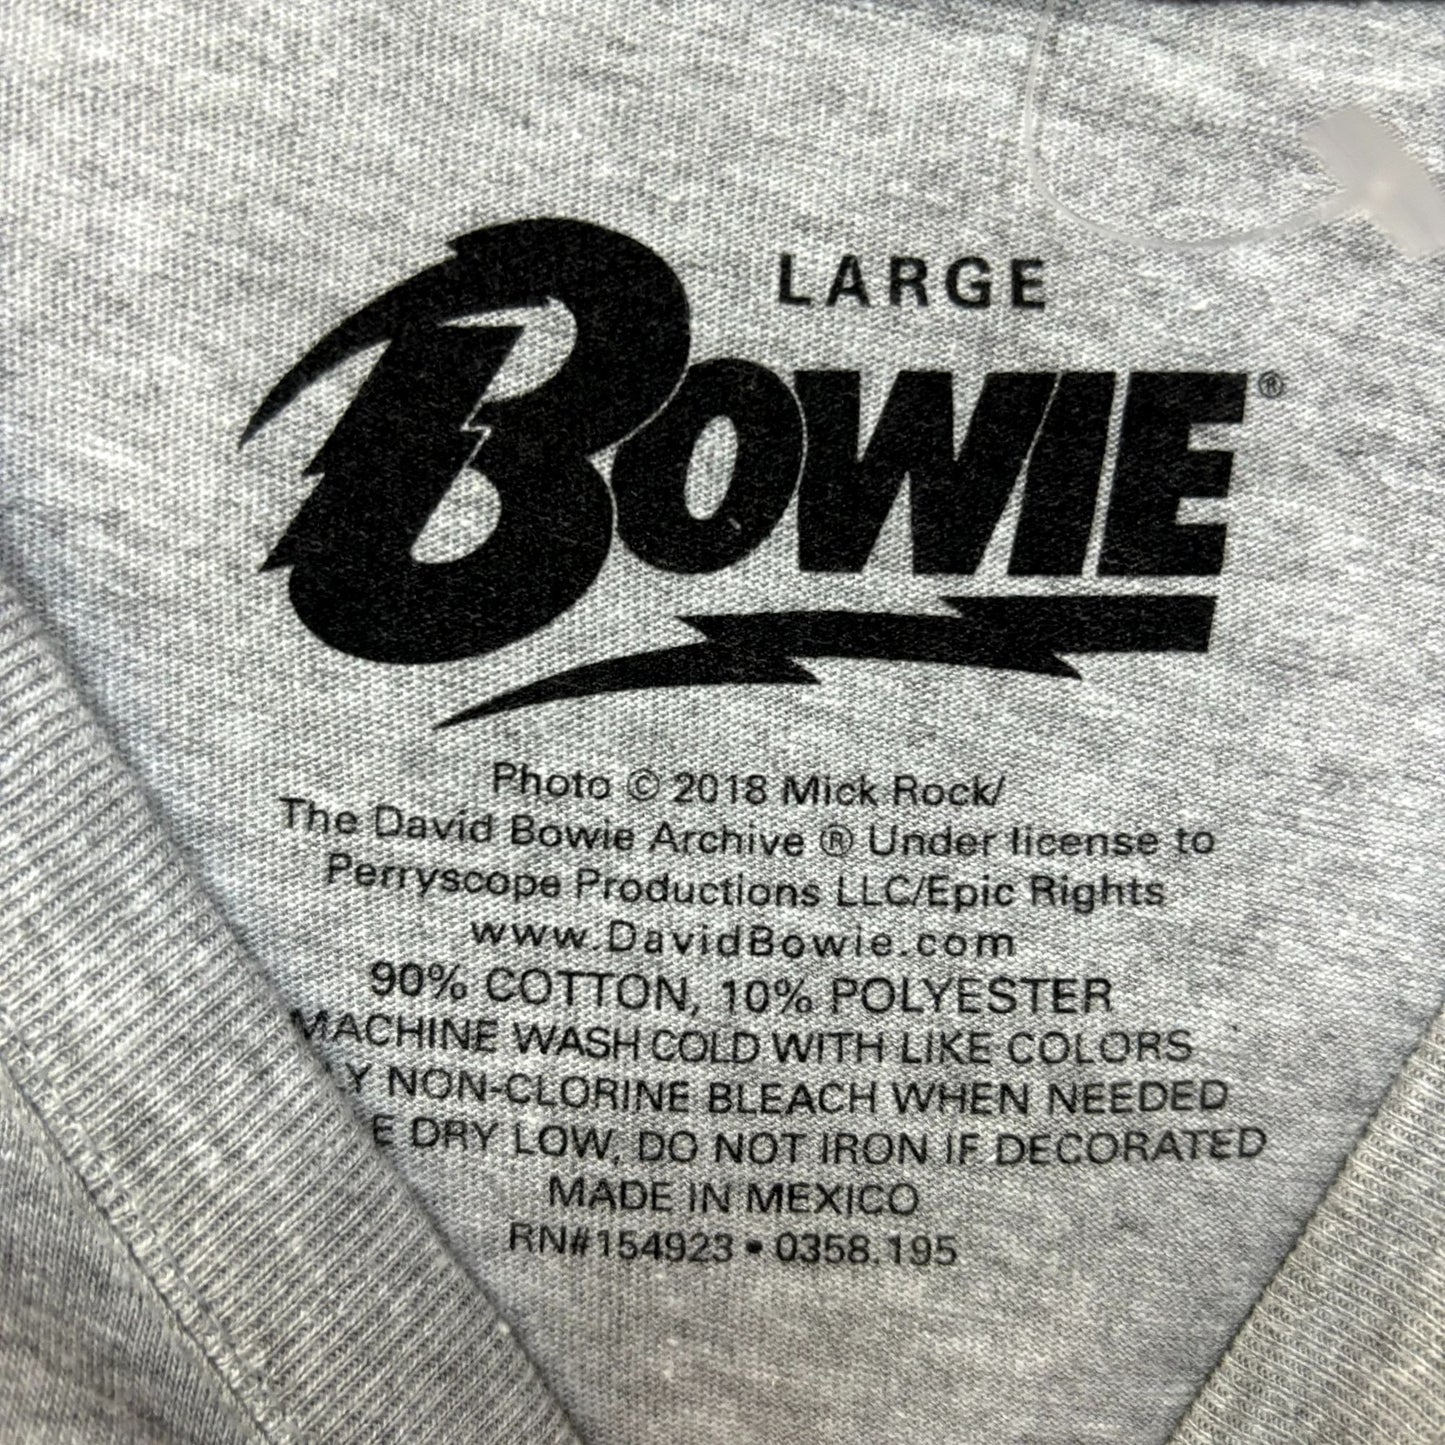 LARGE
BOWIE®
Photo © 2018 Mick Rock/
The David Bowie Archive ® Under license to
Perryscope Productions LLC/Epic Rights
www.DavidBowie.com
90% COTTON, 10% POLYESTER
MACHINE WASH COLD WITH LIKE COLORS
NON-CLORINE BLEACH WHEN NEEDED
DRY LOW, DO NOT IRON IF DECORATED
MADE IN MEXICO
RN#154923 • 0358.195